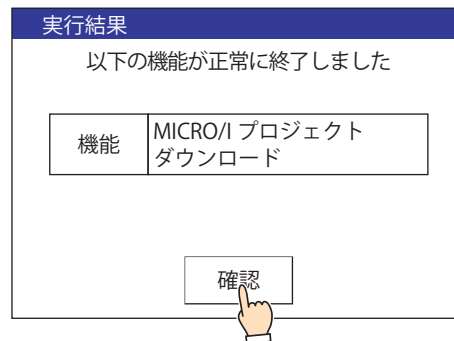 実行結果
以下の機能が正常に終了しました
機能
MICRO/I プロジェクト
ダウンロード
確認